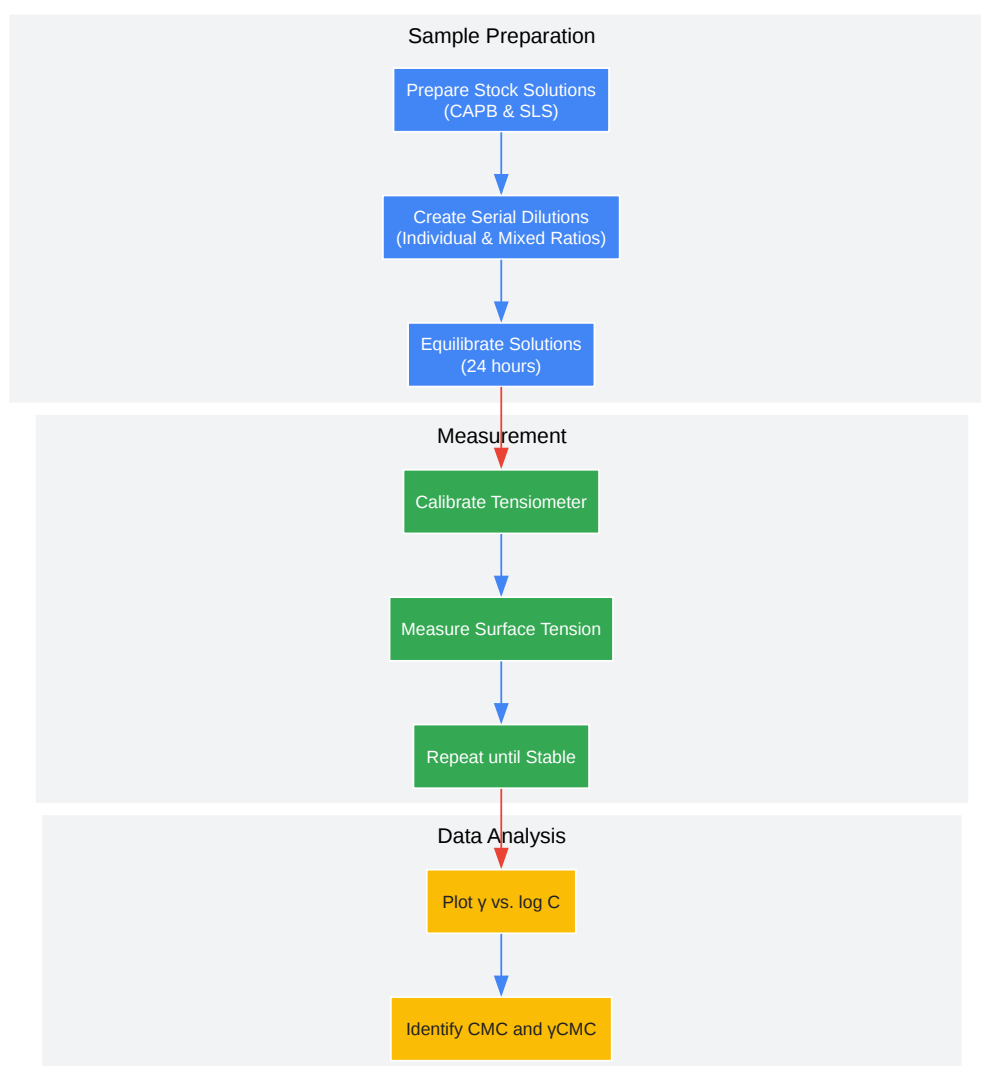 Sample Preparation
Prepare Stock Solutions
(CAPB & SLS)
Create Serial Dilutions
(Individual & Mixed Ratios)
Equilibrate Solutions
(24 hours)
Measurement
Calibrate Tensiometer
Measure Surface Tension
Repeat until Stable
Data Analysis
Plot γ vs. log C
Identify CMC and γCMC